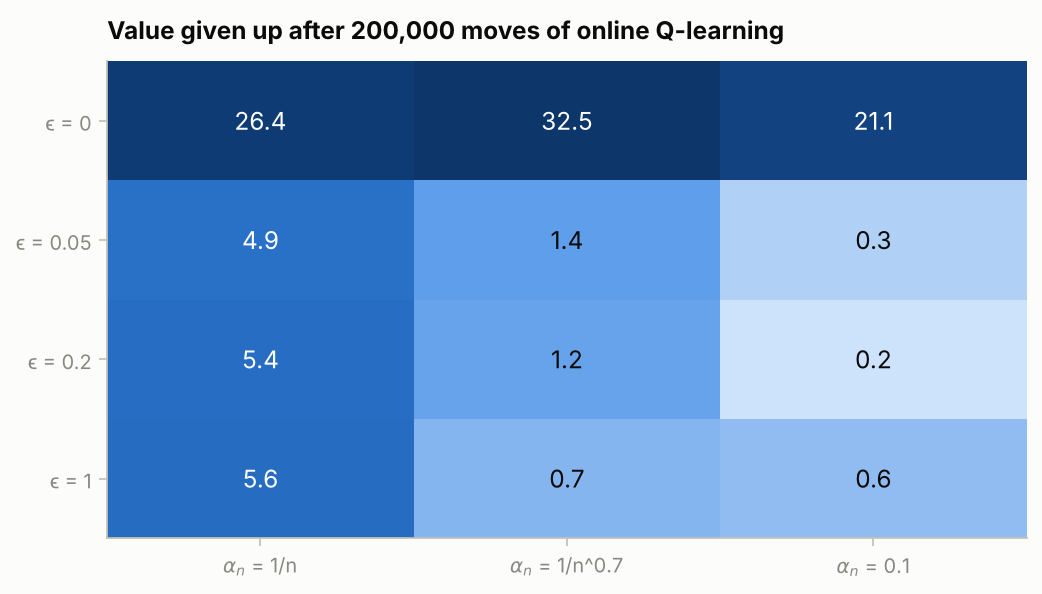 Value given up after 200,000 moves of online Q-learning
ϵ = 0 26.4 32.5 21.1
ϵ = 0.05 4.9 1.4 0.3
ϵ = 0.2 5.4 1.2 0.2
ϵ = 1 5.6 0.7 0.6
αₙ = 1/n αₙ = 1/n^0.7 αₙ = 0.1